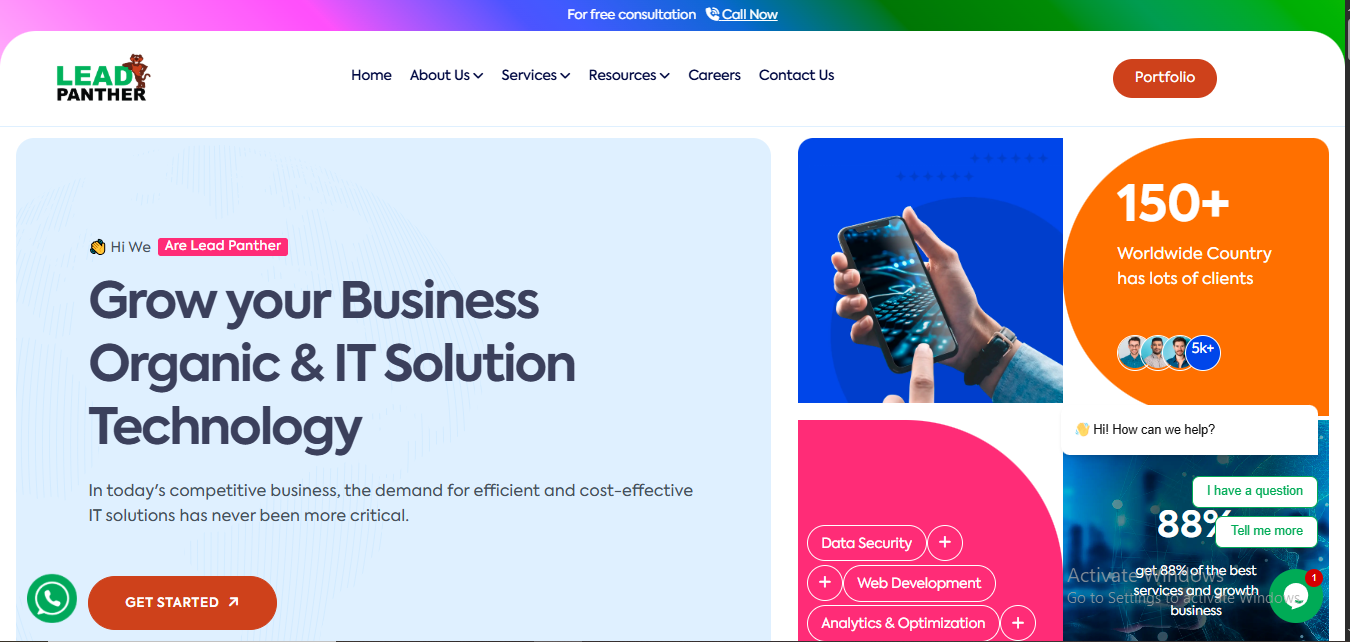 For free consultation Call Now
LEAD
PANTHER
Home About Us Services Resources Careers Contact Us
Portfolio
Hi We Are Lead Panther
Grow your Business
Organic & IT Solution
Technology
In today's competitive business, the demand for efficient and cost-effective
IT solutions has never been more critical.
GET STARTED
150+
Worldwide Country
has lots of clients
5k+
Data Security +
+ Web Development
Analytics & Optimization +
Hi! How can we help?
I have a question
88%
Tell me more
get 88% of the best
services and growth
business
Activate Windows
Go to Settings to activate Windows.
1